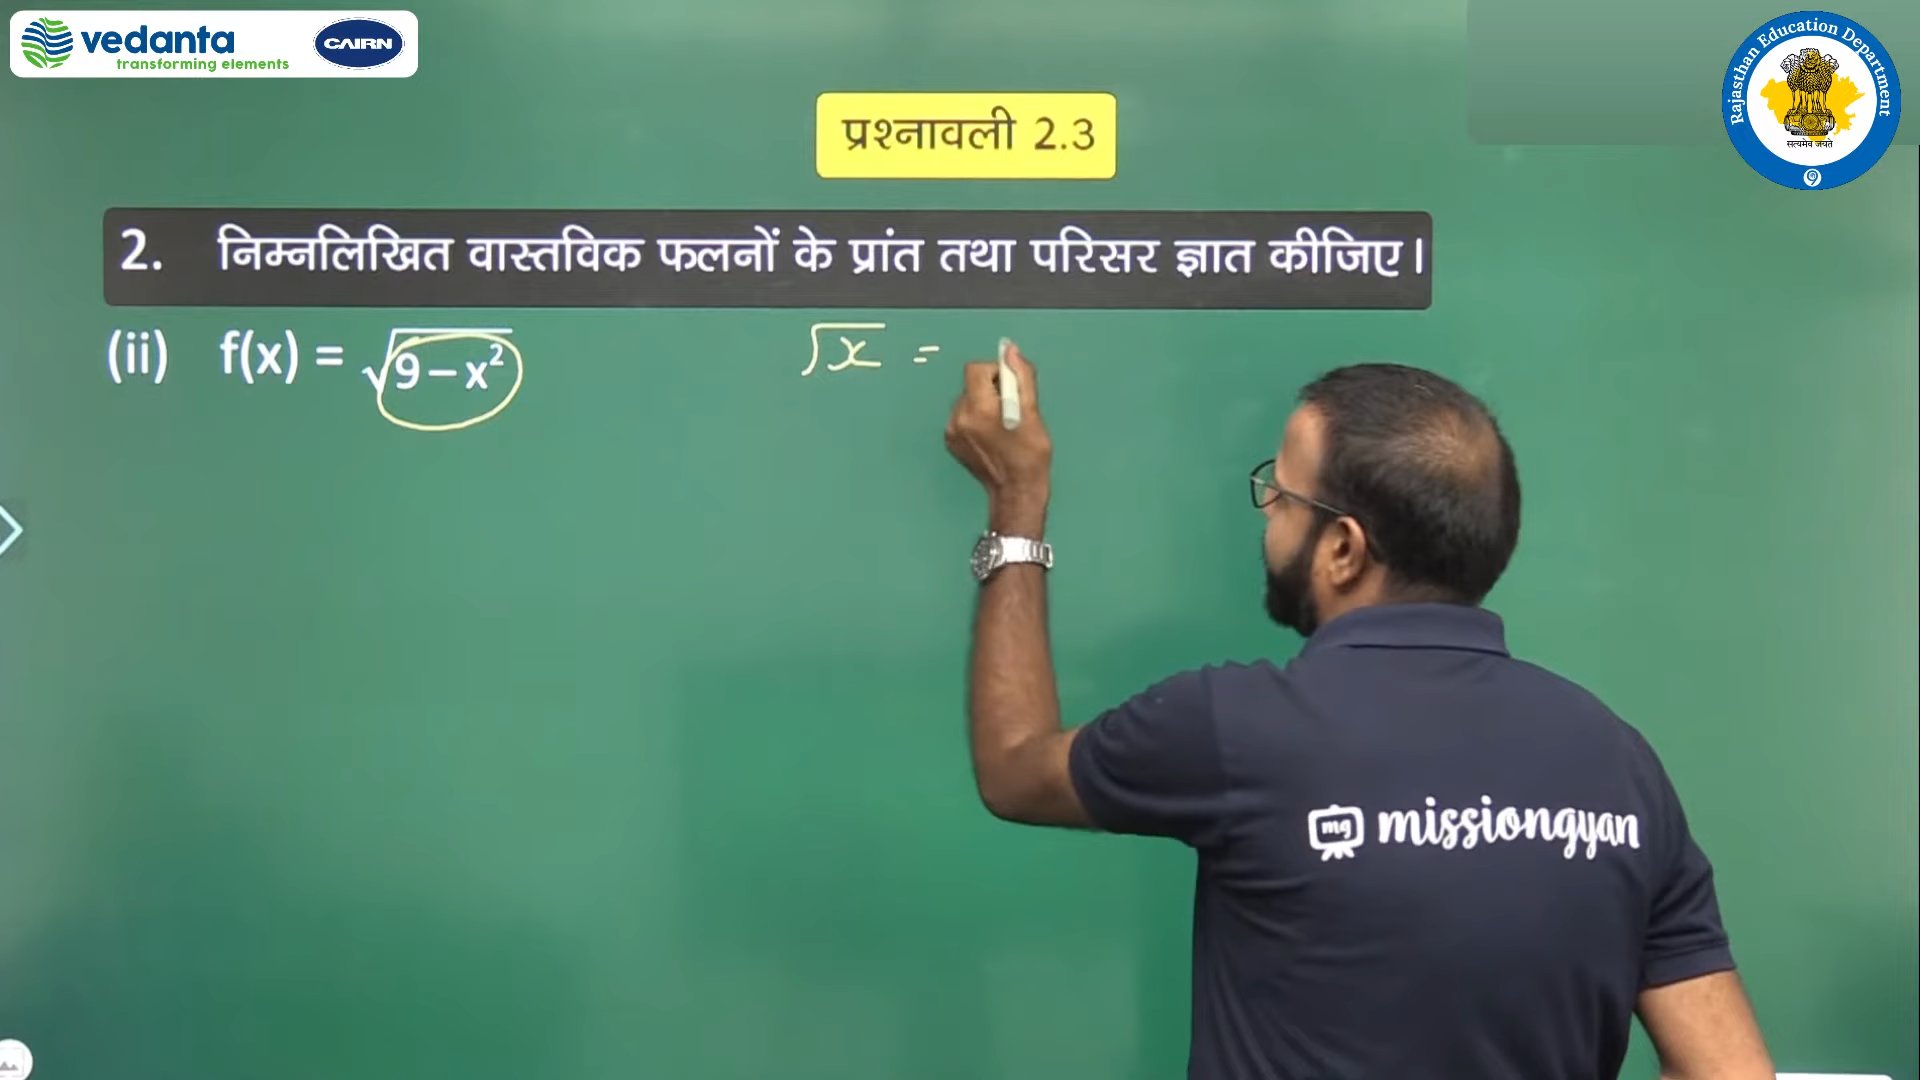 vedanta
transforming elements
CAIRN
Rajasthan Education Department
सत्यमेव जयते
प्रश्नावली 2.3
2. निम्नलिखित वास्तविक फलनों के प्रांत तथा परिसर ज्ञात कीजिए।
(ii) f(x) = √(9 – x²)
√x =
mg missiongyan